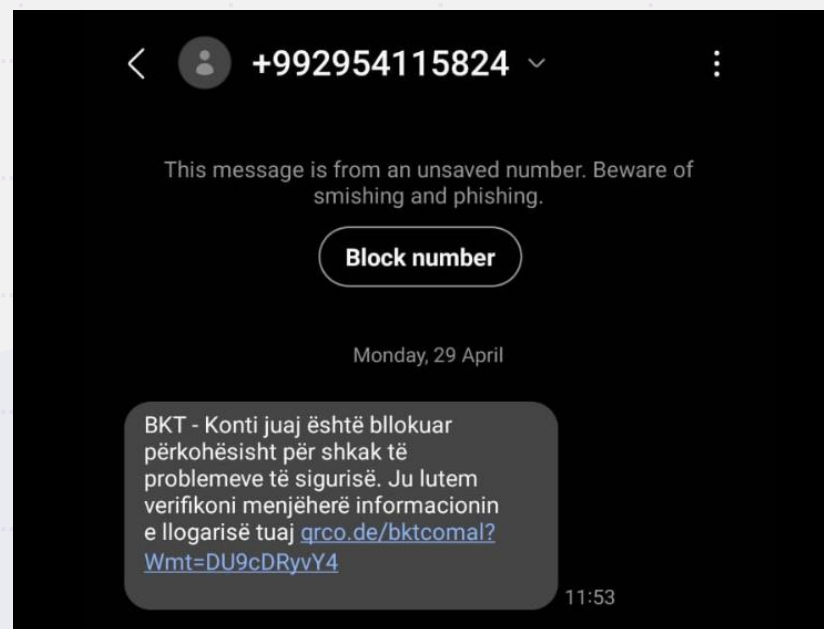 +992954115824
This message is from an unsaved number. Beware of
smishing and phishing.
Block number
Monday, 29 April
BKT - Konti juaj është bllokuar
përkohësisht për shkak të
problemeve të sigurisë. Ju lutem
verifikoni menjëherë informacionin
e llogarisë tuaj qrco.de/bktcomal?
Wmt=DU9cDRyvY4
11:53